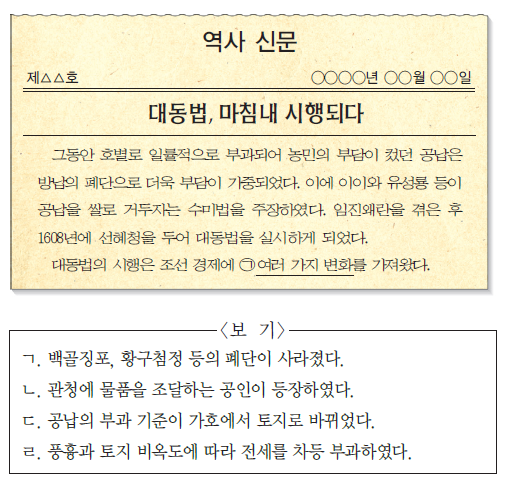 역사 신문
제△△호 ○○○○년 ○○월 ○○일
대동법, 마침내 시행되다
그동안 호별로 일률적으로 부과되어 농민의 부담이 컸던 공납은
방납의 폐단으로 더욱 부담이 가중되었다. 이에 이이와 유성룡 등이
공납을 쌀로 거두자는 수미법을 주장하였다. 임진왜란을 겪은 후
1608년에 선혜청을 두어 대동법을 실시하게 되었다.
대동법의 시행은 조선 경제에 ㉠여러 가지 변화를 가져왔다.
<보 기>
ㄱ. 백골징포, 황구첨정 등의 폐단이 사라졌다.
ㄴ. 관청에 물품을 조달하는 공인이 등장하였다.
ㄷ. 공납의 부과 기준이 가호에서 토지로 바뀌었다.
ㄹ. 풍흉과 토지 비옥도에 따라 전세를 차등 부과하였다.